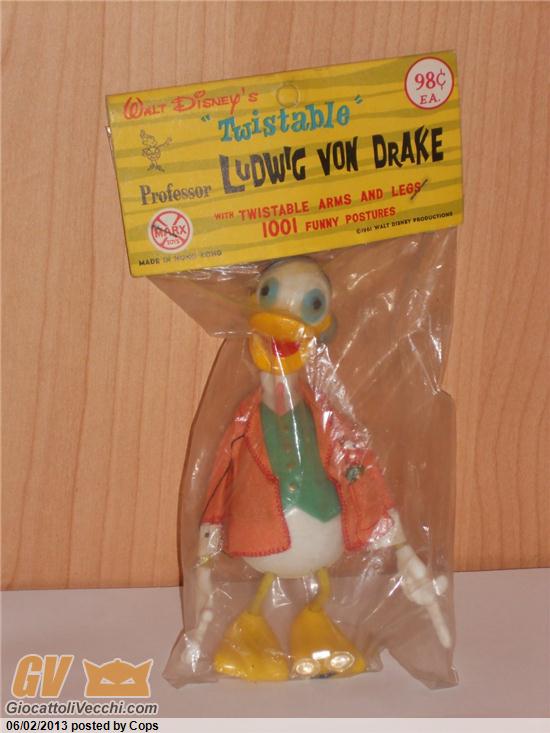 98¢
EA.
WALT DISNEY'S
"Twistable"
Professor LUDWIG VON DRAKE
MARX
TOYS
WITH TWISTABLE ARMS AND LEGS
1001 FUNNY POSTURES
MADE IN HONG KONG
©1961 WALT DISNEY PRODUCTIONS
GV
GiocattoliVecchi.com
06/02/2013 posted by Cops